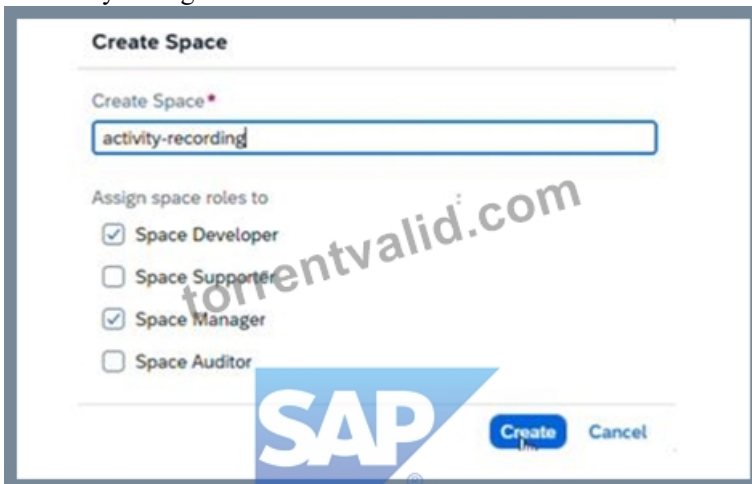 Create Space
Create Space*
activity-recording
Assign space roles to :
Space Developer
Space Supporter
Space Manager
Space Auditor
torrentvalid.com
SAP
®
Create Cancel